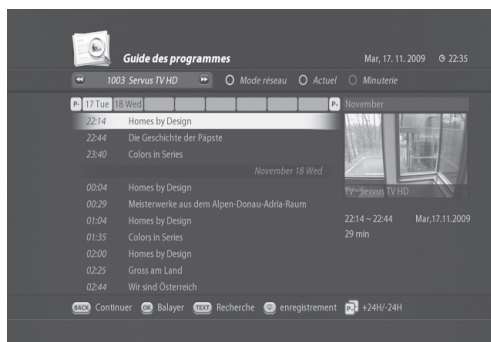 Guide des programmes
Mar, 17. 11. 2009 22:35
1003 Servus TV HD Mode réseau Actuel Minuterie
P- 17 Tue 18 Wed P+ November
22:14 Homes by Design
22:44 Die Geschichte der Päpste
23:40 Colors in Series
November 18 Wed
00:04 Homes by Design
00:29 Meisterwerke aus dem Alpen-Donau-Adria-Raum
01:04 Homes by Design
01:35 Colors in Series
02:00 Homes by Design
02:25 Gross am Land
02:44 Wir sind Österreich
TV - Servus TV HD
22:14 ~ 22:44 Mar,17.11.2009
29 min
BACK Continuer OK Balayer TEXT Recherche enregistrement P +24H/-24H